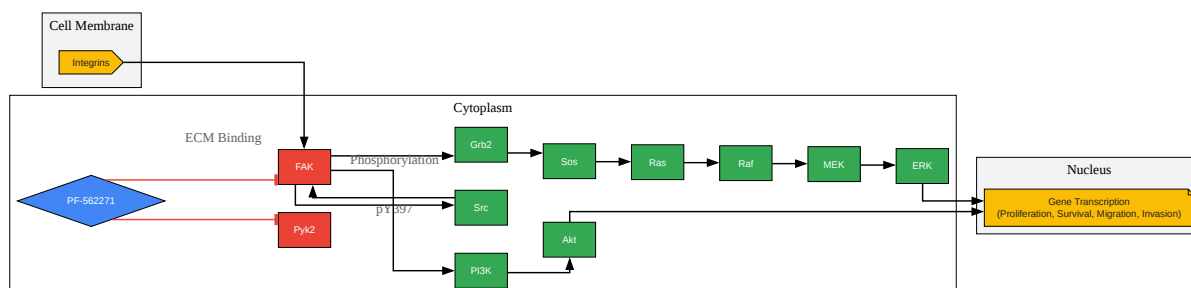 Cell Membrane
Integrins
Cytoplasm
ECM Binding
Grb2
Phosphorylation
FAK
Sos
Ras
Raf
MEK
ERK
Nucleus
PF-562271
Src
pY397
Gene Transcription
(Proliferation, Survival, Migration, Invasion)
Pyk2
Akt
PI3K